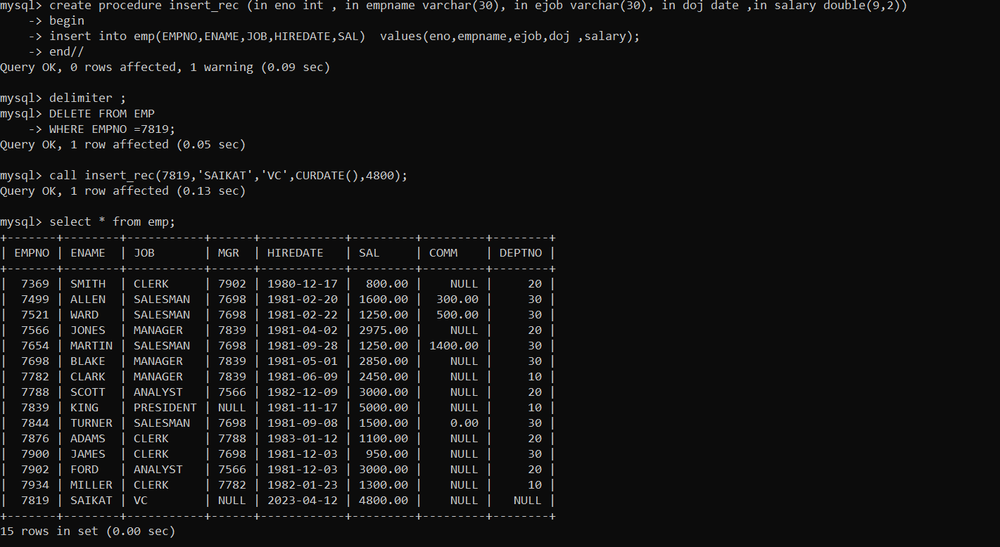 mysql> create procedure insert_rec (in eno int , in empname varchar(30), in ejob varchar(30), in doj date ,in salary double(9,2))
    -> begin
    -> insert into emp(EMPNO,ENAME,JOB,HIREDATE,SAL)  values(eno,empname,ejob,doj ,salary);
    -> end//
Query OK, 0 rows affected, 1 warning (0.09 sec)

mysql> delimiter ;
mysql> DELETE FROM EMP
    -> WHERE EMPNO =7819;
Query OK, 1 row affected (0.05 sec)

mysql> call insert_rec(7819,'SAIKAT','VC',CURDATE(),4800);
Query OK, 1 row affected (0.13 sec)

mysql> select * from emp;
+-------+--------+-----------+------+------------+---------+---------+--------+
| EMPNO | ENAME  | JOB       | MGR  | HIREDATE   | SAL     | COMM    | DEPTNO |
+-------+--------+-----------+------+------------+---------+---------+--------+
|  7369 | SMITH  | CLERK     | 7902 | 1980-12-17 |  800.00 |    NULL |     20 |
|  7499 | ALLEN  | SALESMAN  | 7698 | 1981-02-20 | 1600.00 |  300.00 |     30 |
|  7521 | WARD   | SALESMAN  | 7698 | 1981-02-22 | 1250.00 |  500.00 |     30 |
|  7566 | JONES  | MANAGER   | 7839 | 1981-04-02 | 2975.00 |    NULL |     20 |
|  7654 | MARTIN | SALESMAN  | 7698 | 1981-09-28 | 1250.00 | 1400.00 |     30 |
|  7698 | BLAKE  | MANAGER   | 7839 | 1981-05-01 | 2850.00 |    NULL |     30 |
|  7782 | CLARK  | MANAGER   | 7839 | 1981-06-09 | 2450.00 |    NULL |     10 |
|  7788 | SCOTT  | ANALYST   | 7566 | 1982-12-09 | 3000.00 |    NULL |     20 |
|  7839 | KING   | PRESIDENT | NULL | 1981-11-17 | 5000.00 |    NULL |     10 |
|  7844 | TURNER | SALESMAN  | 7698 | 1981-09-08 | 1500.00 |    0.00 |     30 |
|  7876 | ADAMS  | CLERK     | 7788 | 1983-01-12 | 1100.00 |    NULL |     20 |
|  7900 | JAMES  | CLERK     | 7698 | 1981-12-03 |  950.00 |    NULL |     30 |
|  7902 | FORD   | ANALYST   | 7566 | 1981-12-03 | 3000.00 |    NULL |     20 |
|  7934 | MILLER | CLERK     | 7782 | 1982-01-23 | 1300.00 |    NULL |     10 |
|  7819 | SAIKAT | VC        | NULL | 2023-04-12 | 4800.00 |    NULL |   NULL |
+-------+--------+-----------+------+------------+---------+---------+--------+
15 rows in set (0.00 sec)